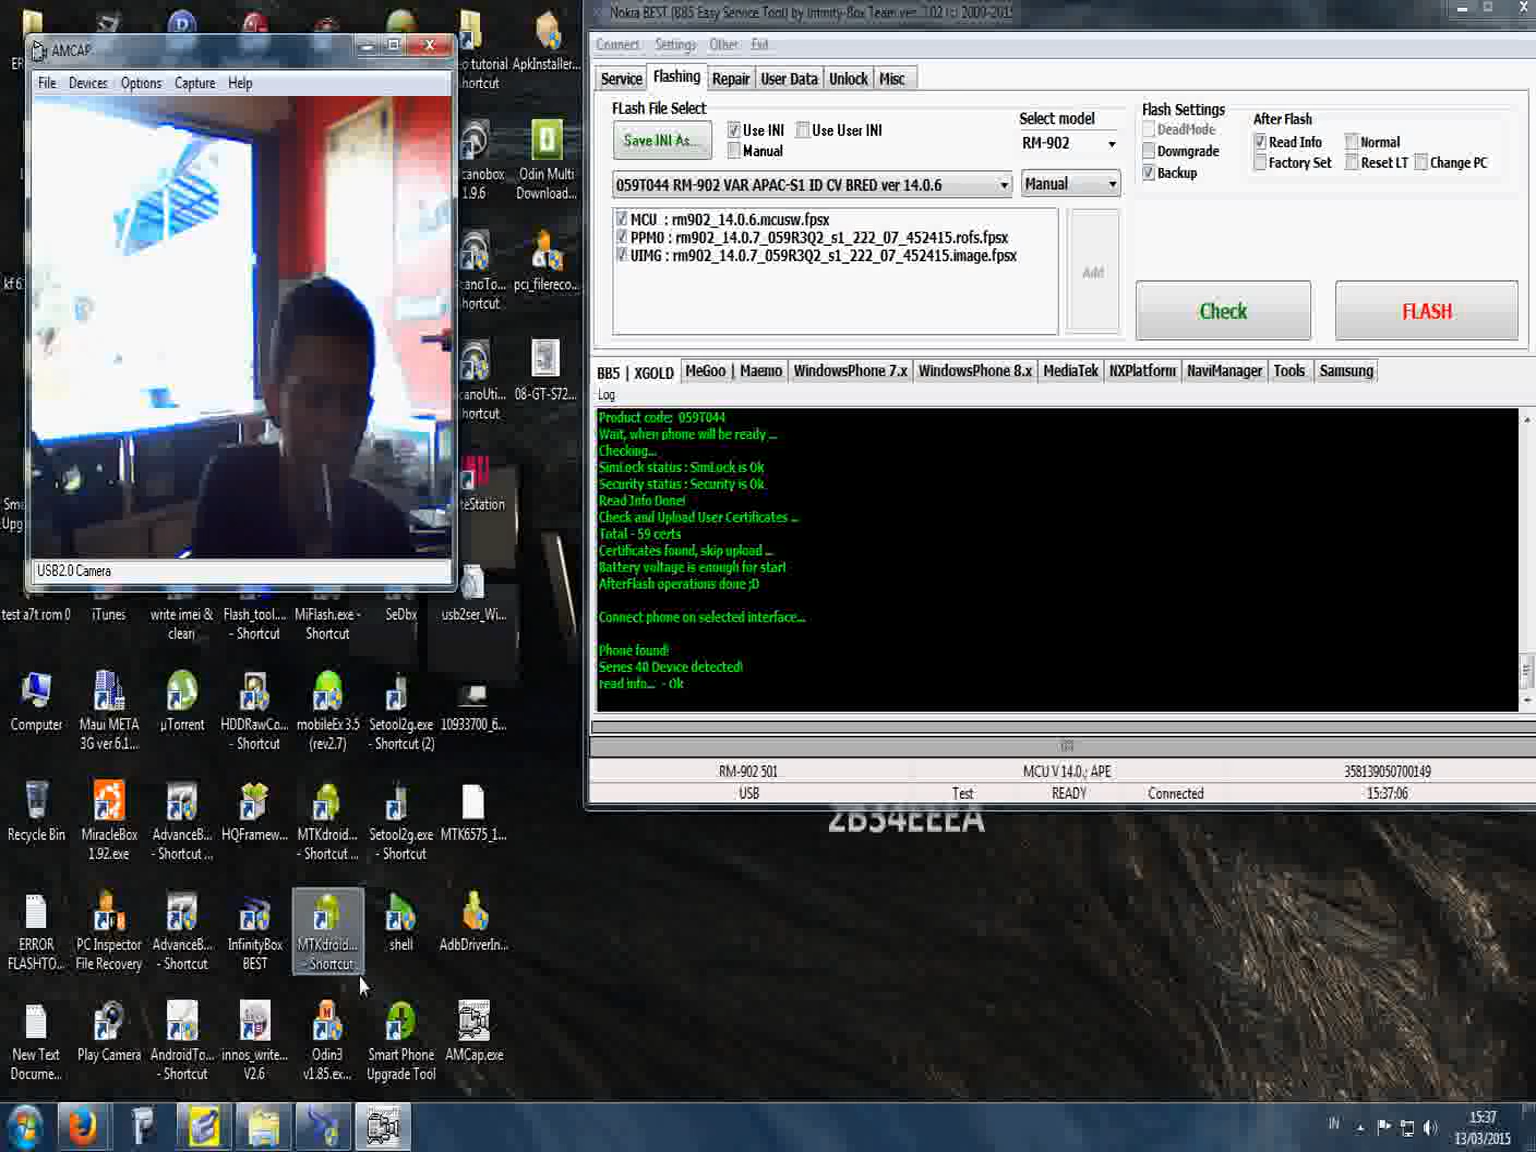 AMCAP
File Devices Options Capture Help
USB2.0 Camera
tutorial
ApkInstaller...
Shortcut
Odin Multi
Download...
1.9.6
pci_filereco...
08-GT-S72...
test a7t rom 0
iTunes
write imei &
clean
Flash_tool....
- Shortcut
MiFlash.exe -
Shortcut
SeDbx
usb2ser_Wi...
Computer
Maui META
3G ver 6.1...
µTorrent
HDDRawCo...
- Shortcut
mobileEx 3.5
(rev2.7)
Setool2g.exe
- Shortcut (2)
10933700_6...
Recycle Bin
MiracleBox
1.92.exe
AdvanceB...
- Shortcut ...
HQFramew...
MTKdroid...
- Shortcut ...
Setool2g.exe
- Shortcut
MTK6575_1...
ERROR
FLASHTO...
PC Inspector
File Recovery
AdvanceB...
- Shortcut
InfinityBox
BEST
MTKdroid...
- Shortcut
shell
AdbDriverIn...
New Text
Docume...
Play Camera
AndroidTo...
- Shortcut
innos_write...
V2.6
Odin3
v1.85.ex...
Smart Phone
Upgrade Tool
AMCap.exe
Connect Settings Other Exit
Service Flashing Repair User Data Unlock Misc
FLash File Select
Save INI As...
Use INI Use User INI
Manual
Select model
RM-902
059T044 RM-902 VAR APAC-S1 ID CV BRED ver 14.0.6
Manual
MCU : rm902_14.0.6.mcusw.fpsx
PPM0 : rm902_14.0.7_059R3Q2_s1_222_07_452415.rofs.fpsx
UIMG : rm902_14.0.7_059R3Q2_s1_222_07_452415.image.fpsx
Add
Flash Settings
DeadMode
Downgrade
Backup
After Flash
Read Info Normal
Factory Set Reset LT Change PC
Check
FLASH
BB5 | XGOLD MeGoo | Maemo WindowsPhone 7.x WindowsPhone 8.x MediaTek NXPlatform NaviManager Tools Samsung
Log
Product code: 059T044
Wait, when phone will be ready ...
Checking...
SimLock status : SimLock is Ok
Security status : Security is Ok
Read Info Done!
Check and Upload User Certificates ...
Total - 59 certs
Certificates found, skip upload ...
Battery voltage is enough for start
AfterFlash operations done ;D
Connect phone on selected interface...
Phone found!
Series 40 Device detected!
read info... - Ok
RM-902 501 MCU V 14.0.; APE 358139050700149
USB Test READY Connected 15:37:06
2B34EEEA
IN
15:37
13/03/2015